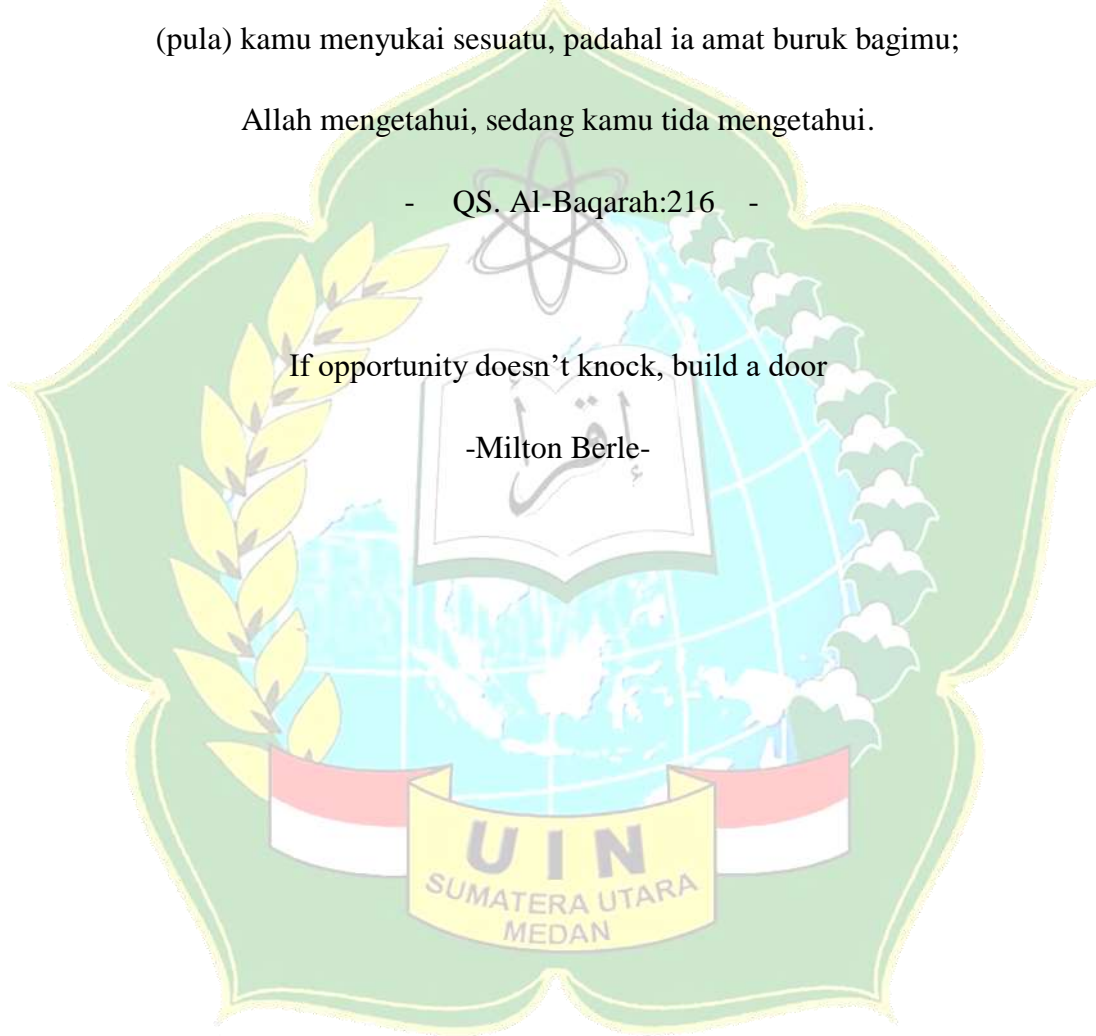 (pula) kamu menyukai sesuatu, padahal ia amat buruk bagimu;
Allah mengetahui, sedang kamu tida mengetahui.
- QS. Al-Baqarah:216 -
If opportunity doesn’t knock, build a door
-Milton Berle-
إقرأ
UIN
SUMATERA UTARA
MEDAN